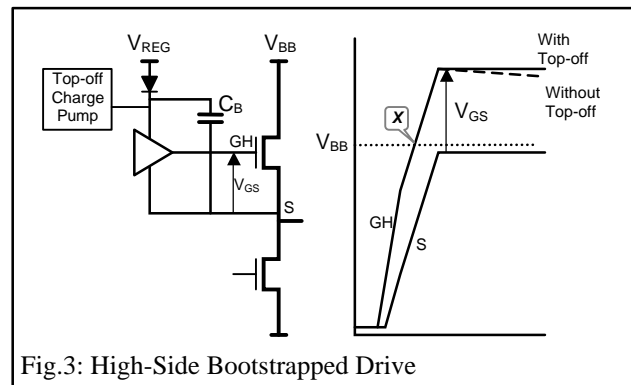 V_REG
V_BB
Top-off
Charge
Pump
C_B
GH
V_GS
S
With
Top-off
Without
Top-off
X
V_GS
V_BB
GH
S
Fig.3: High-Side Bootstrapped Drive